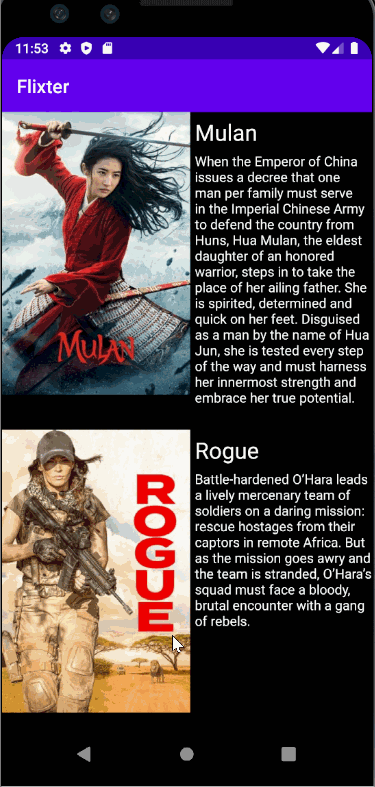 11:53
Flixter
Mulan
When the Emperor of China
issues a decree that one
man per family must serve
in the Imperial Chinese Army
to defend the country from
Huns, Hua Mulan, the eldest
daughter of an honored
warrior, steps in to take the
place of her ailing father. She
is spirited, determined and
quick on her feet. Disguised
as a man by the name of Hua
Jun, she is tested every step
of the way and must harness
her innermost strength and
embrace her true potential.
MULAN
Rogue
Battle-hardened O’Hara leads
a lively mercenary team of
soldiers on a daring mission:
rescue hostages from their
captors in remote Africa. But
as the mission goes awry and
the team is stranded, O’Hara’s
squad must face a bloody,
brutal encounter with a gang
of rebels.
ROGUE